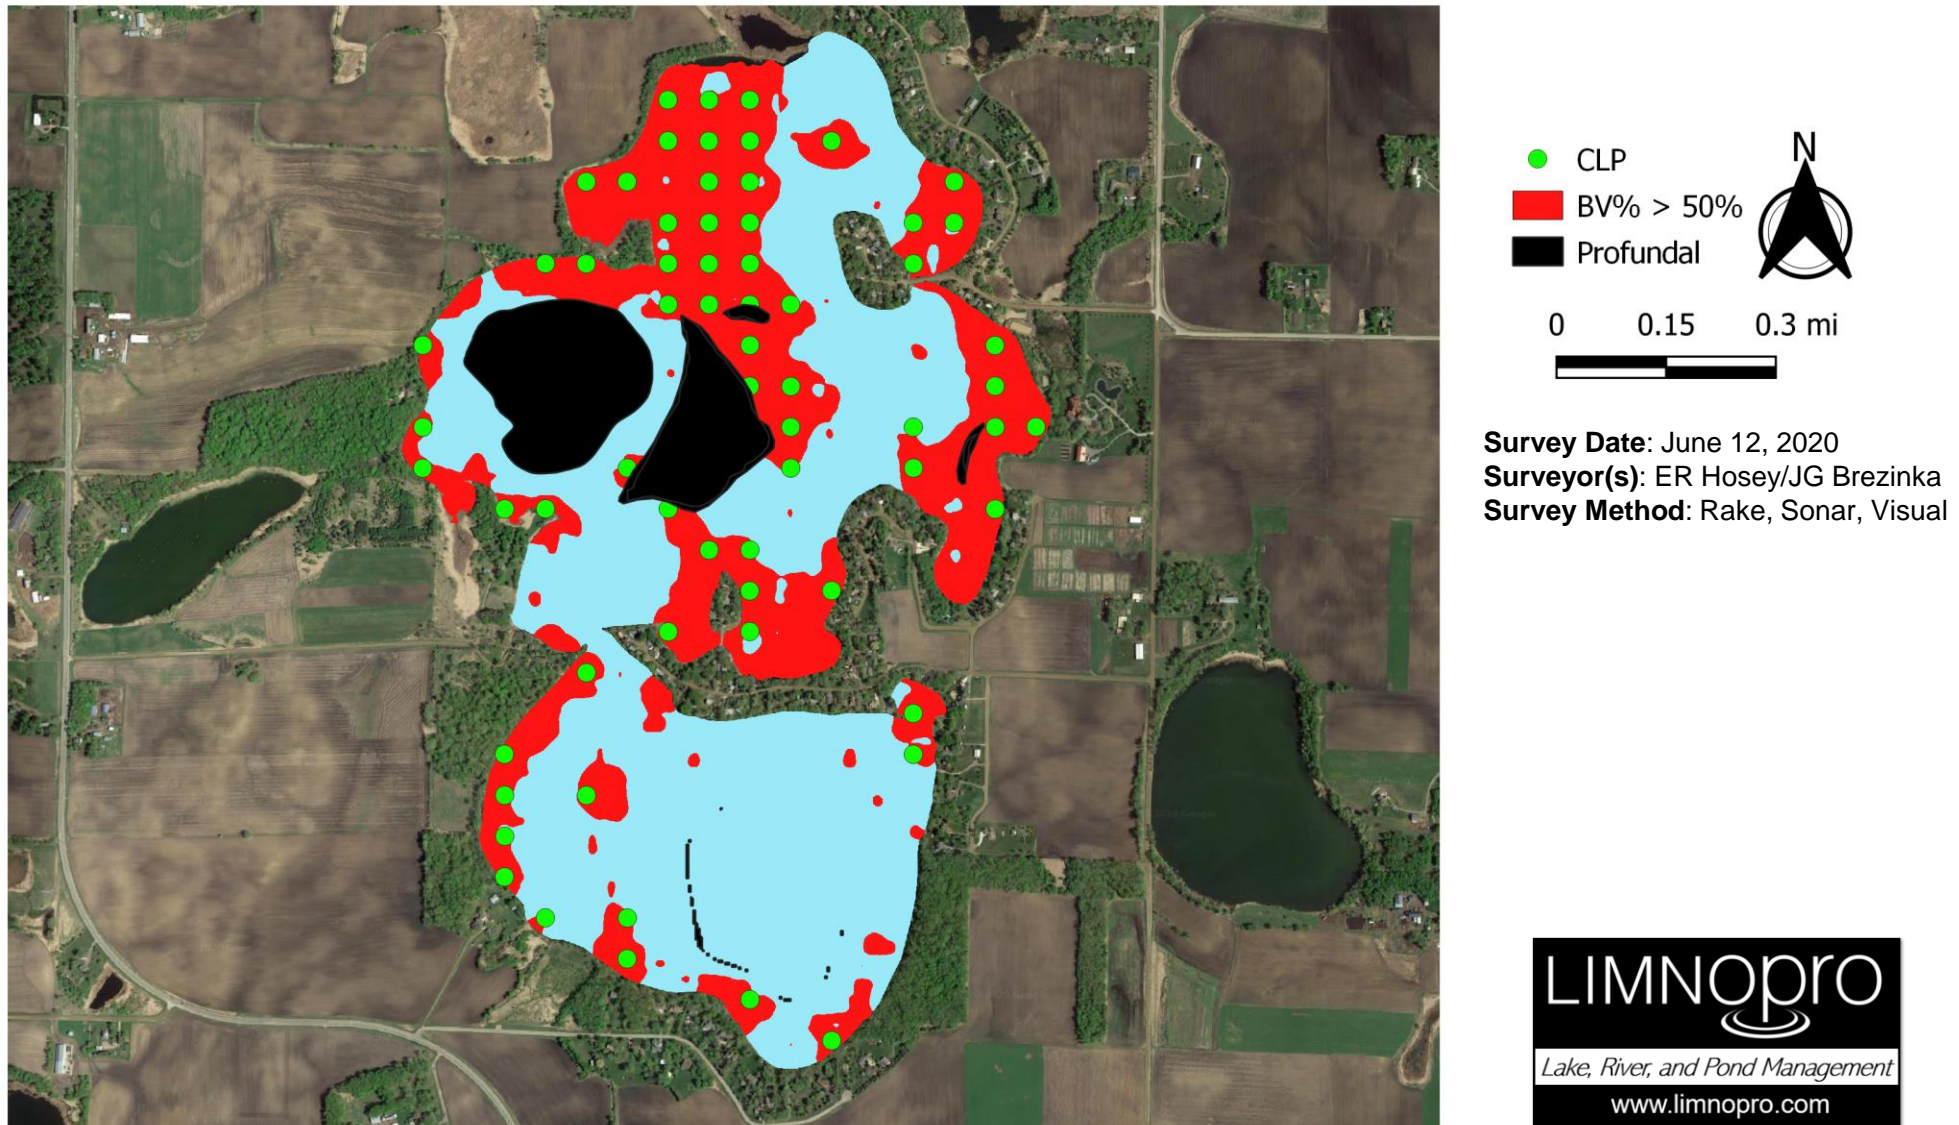 CLP
BV% > 50%
Profundal
N
0 0.15 0.3 mi
Survey Date: June 12, 2020
Surveyor(s): ER Hosey/JG Brezinka
Survey Method: Rake, Sonar, Visual
LIMNOpro
Lake, River, and Pond Management
www.limnopro.com